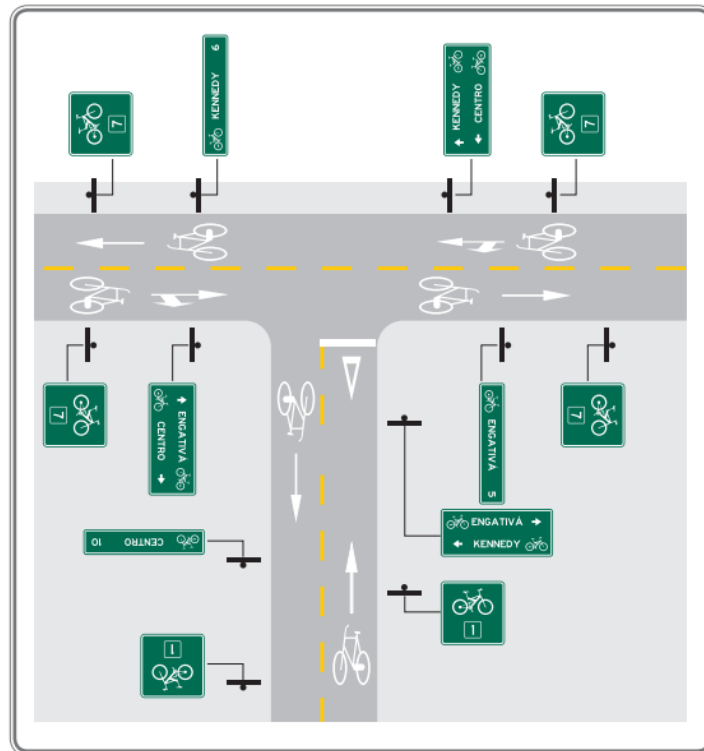 7
KENNEDY 6
KENNEDY
CENTRO
7
7
ENGATIVÁ
CENTRO
ENGATIVÁ 5
7
CENTRO 10
ENGATIVÁ
KENNEDY
1
1